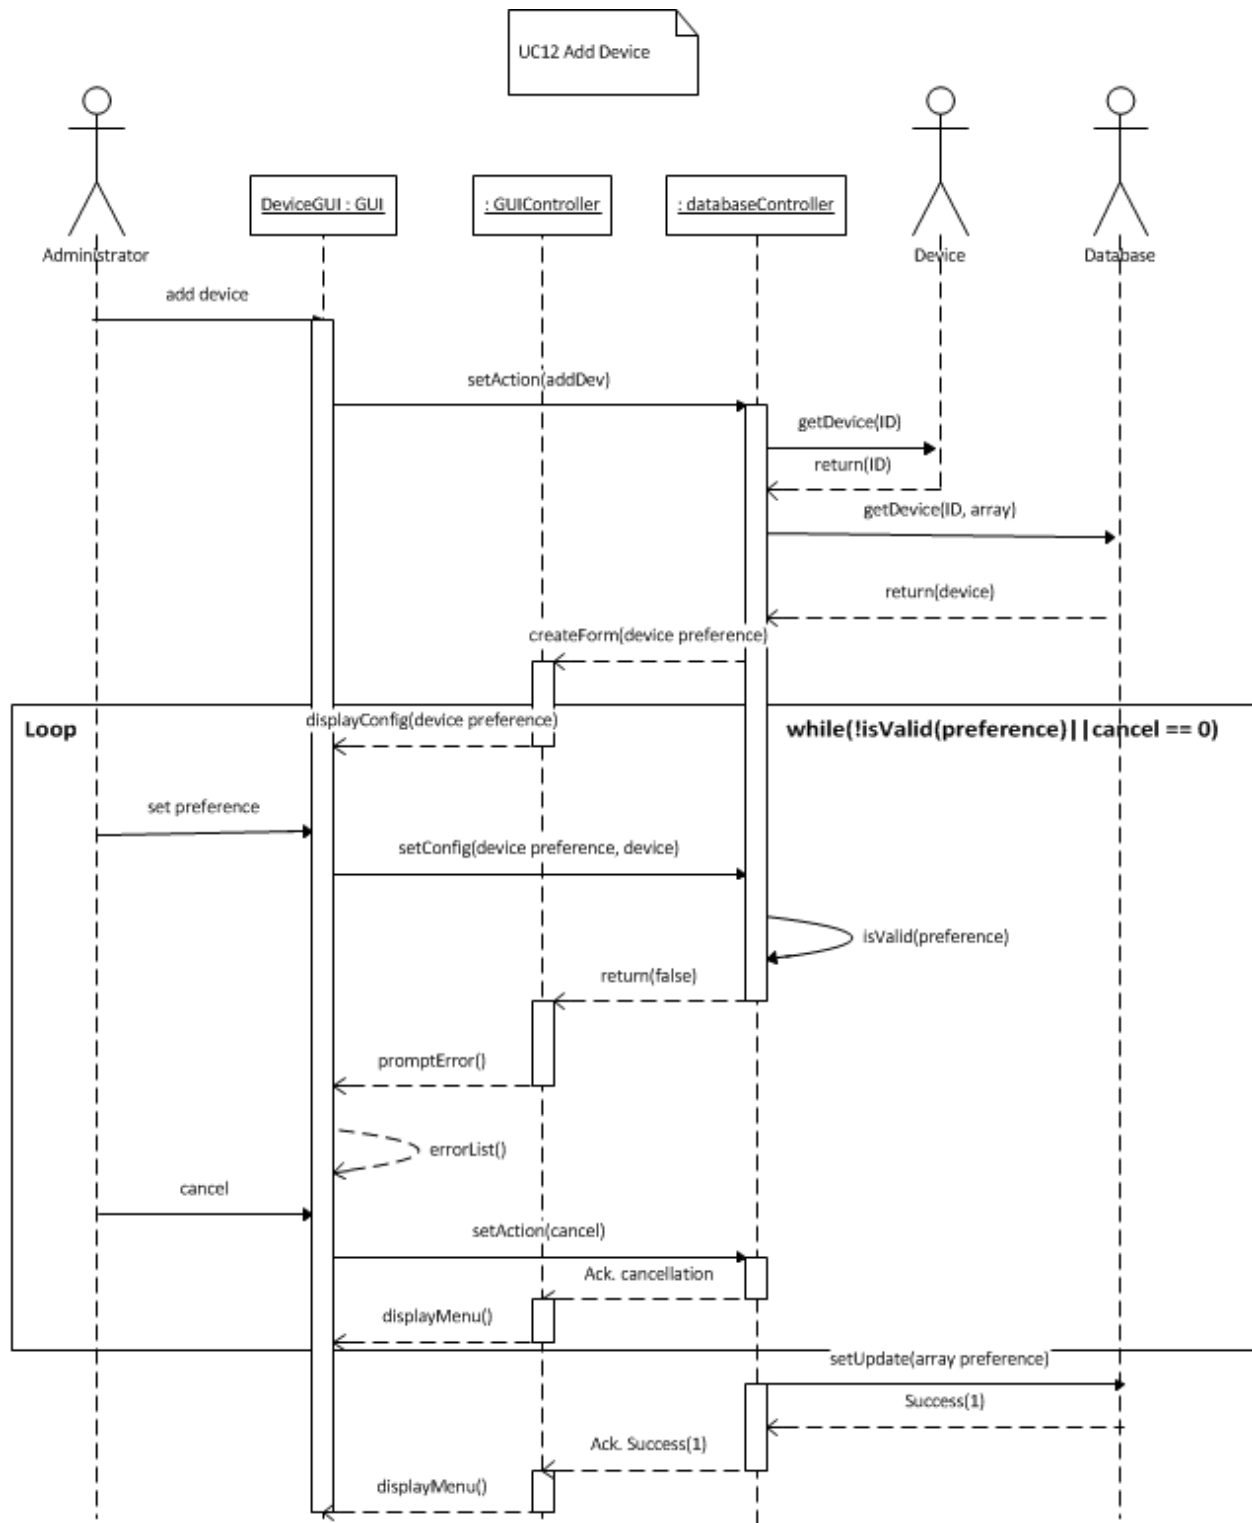 UC12 Add Device
DeviceGUI : GUI
: GUIController
: databaseController
Administrator
Device
Database
add device
setAction(addDev)
getDevice(ID)
return(ID)
getDevice(ID, array)
return(device)
createForm(device preference)
Loop
displayConfig(device preference)
while(!isValid(preference)||cancel == 0)
set preference
setConfig(device preference, device)
isValid(preference)
return(false)
promptError()
errorList()
cancel
setAction(cancel)
Ack. cancellation
displayMenu()
setUpdate(array preference)
Success(1)
Ack. Success(1)
displayMenu()